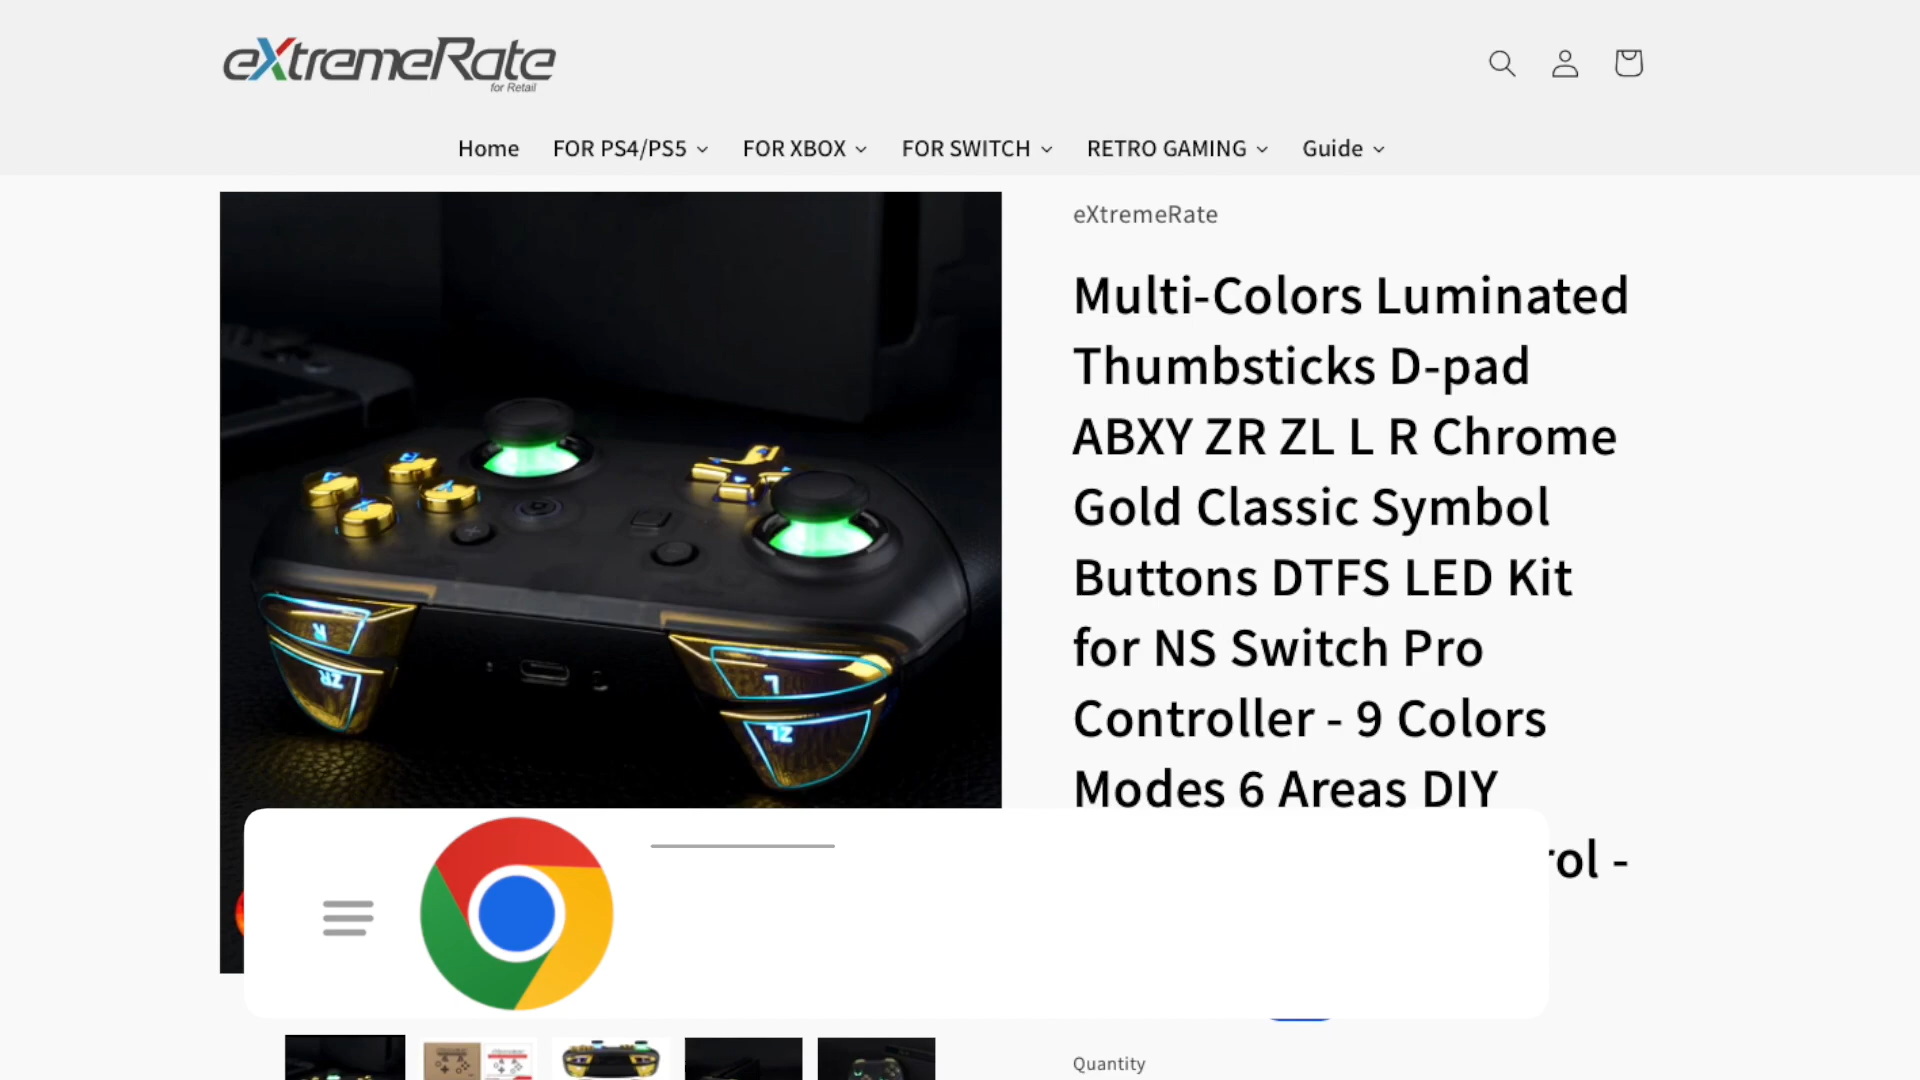 eXtremeRate
for Retail
Home FOR PS4/PS5 FOR XBOX FOR SWITCH RETRO GAMING Guide
eXtremeRate
Multi-Colors Luminated
Thumbsticks D-pad
ABXY ZR ZL L R Chrome
Gold Classic Symbol
Buttons DTFS LED Kit
for NS Switch Pro
Controller - 9 Colors
Modes 6 Areas DIY
rol -
R
ZR
L
ZL
Quantity